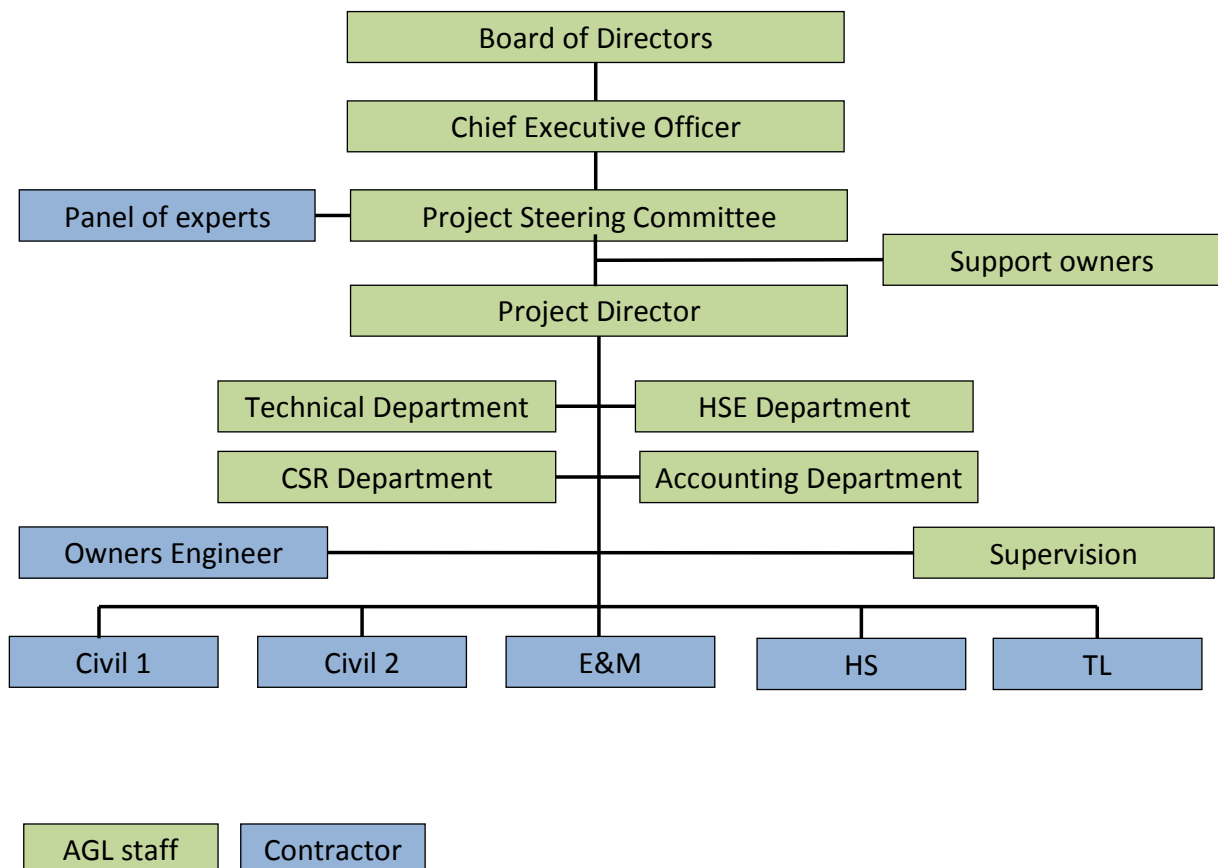 Board of Directors
Chief Executive Officer
Panel of experts
Project Steering Committee
Support owners
Project Director
Technical Department
HSE Department
CSR Department
Accounting Department
Owners Engineer
Supervision
Civil 1
Civil 2
E&M
HS
TL
AGL staff
Contractor